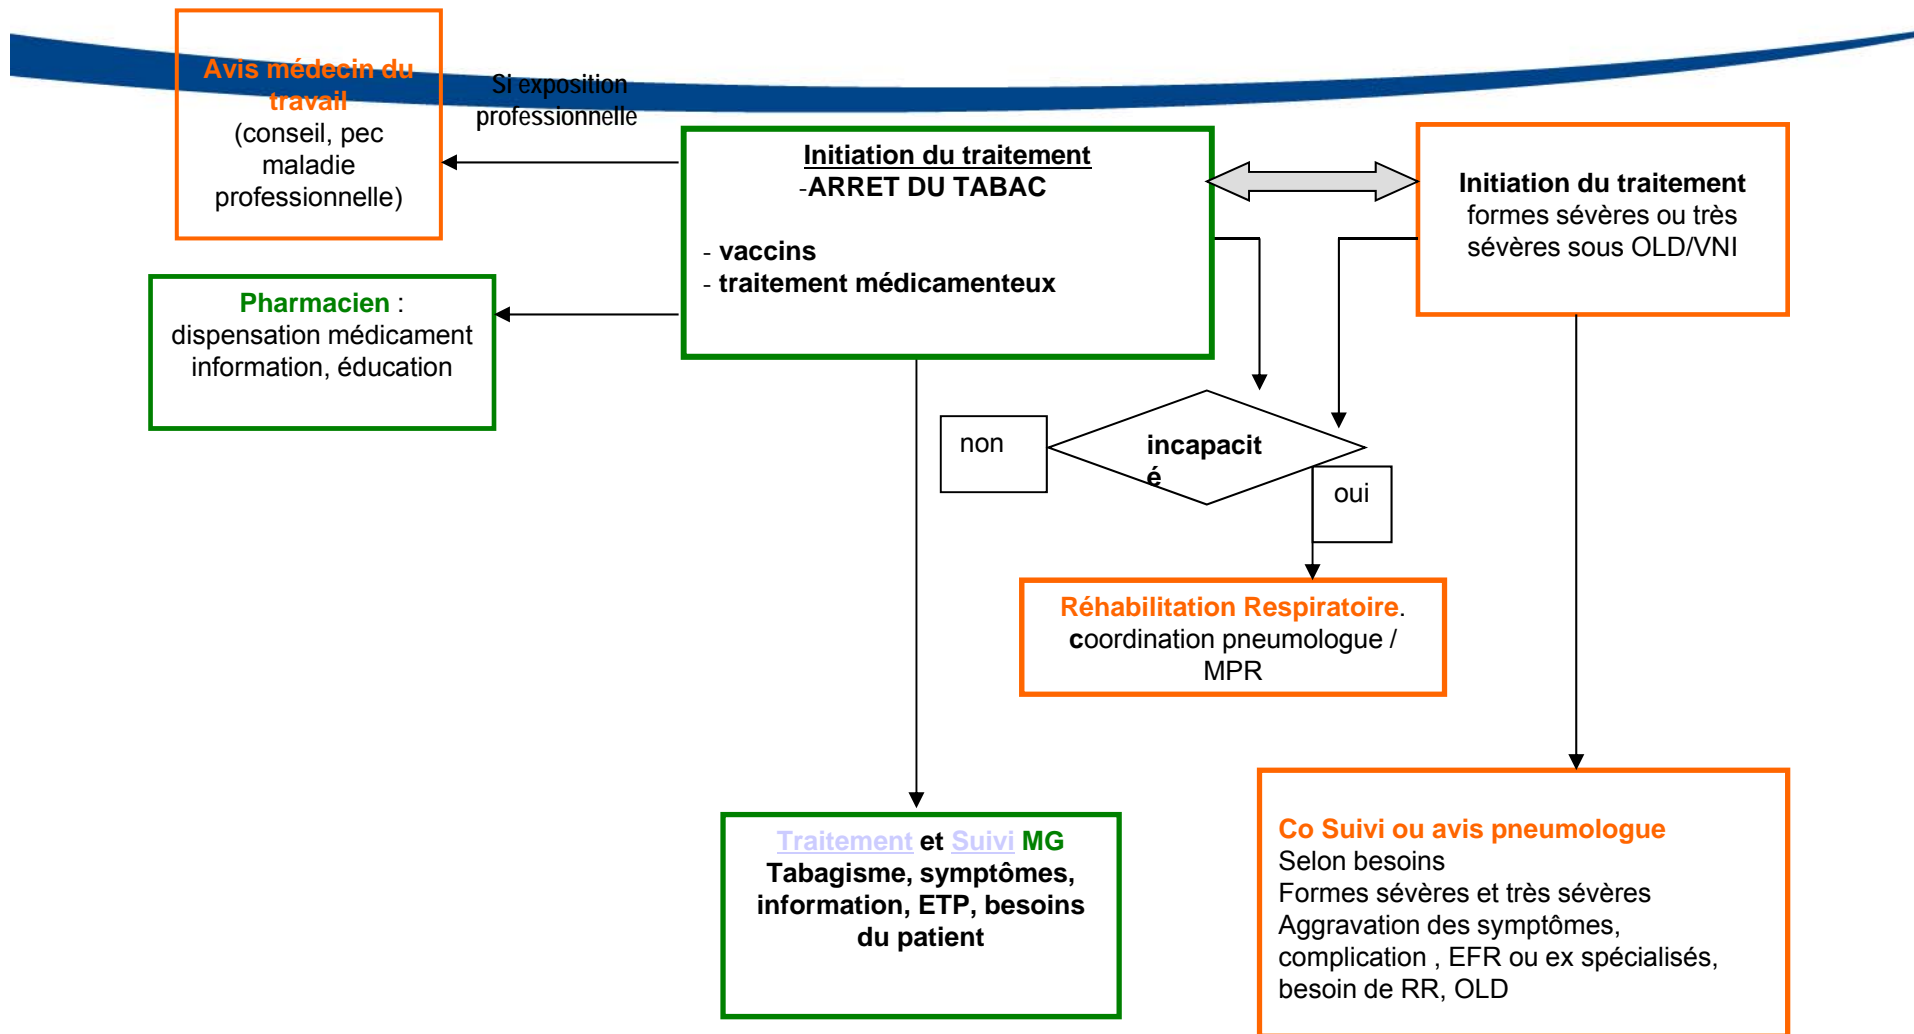 Avis médecin du
travail
(conseil, pec
maladie
professionnelle)
Si exposition
professionnelle
Initiation du traitement
-ARRET DU TABAC
- vaccins
- traitement médicamenteux
Initiation du traitement
formes sévères ou très
sévères sous OLD/VNI
Pharmacien :
dispensation médicament
information, éducation
non
incapacit
é
oui
Réhabilitation Respiratoire.
coordination pneumologue /
MPR
Traitement et Suivi MG
Tabagisme, symptômes,
information, ETP, besoins
du patient
Co Suivi ou avis pneumologue
Selon besoins
Formes sévères et très sévères
Aggravation des symptômes,
complication , EFR ou ex spécialisés,
besoin de RR, OLD